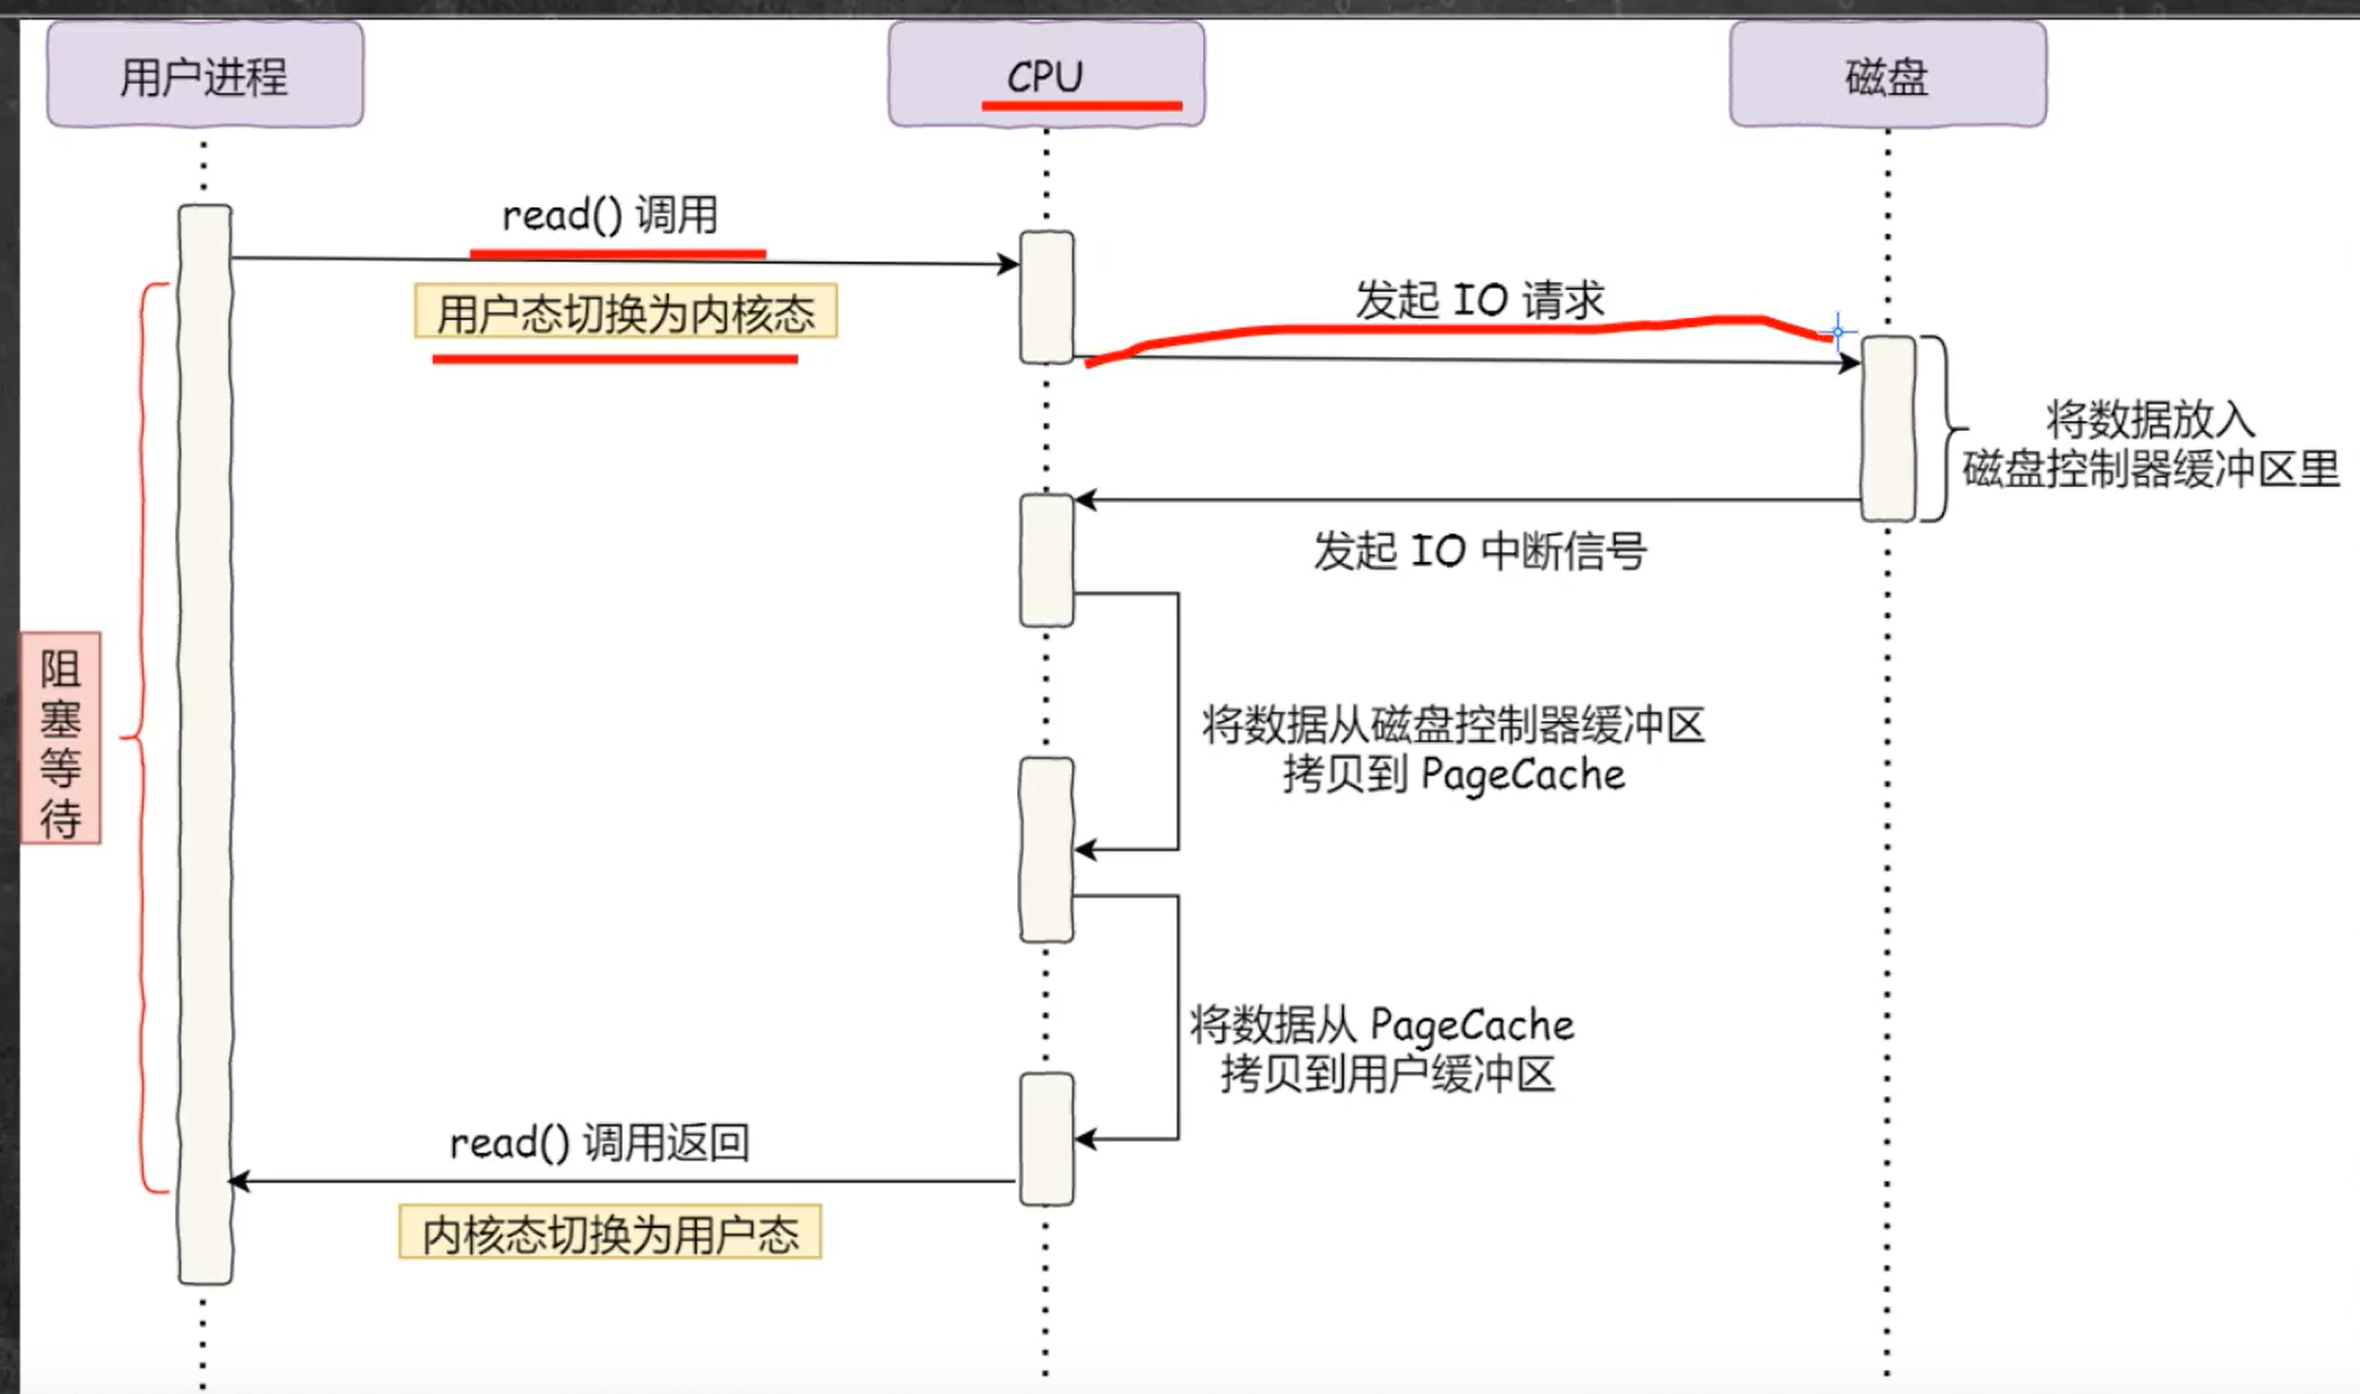 用户进程
CPU
磁盘
read() 调用
用户态切换为内核态
发起 IO 请求
将数据放入
磁盘控制器缓冲区里
发起 IO 中断信号
阻塞等待
将数据从磁盘控制器缓冲区
拷贝到 PageCache
将数据从 PageCache
拷贝到用户缓冲区
read() 调用返回
内核态切换为用户态